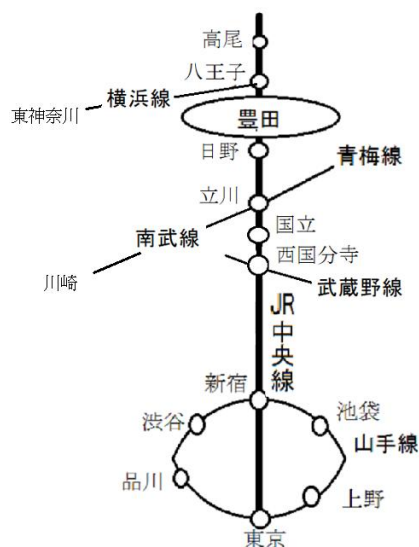 高尾
八王子
横浜線
東神奈川
豊田
日野
青梅線
立川
国立
南武線
西国分寺
川崎
武蔵野線
JR中央線
新宿
渋谷
池袋
山手線
品川
上野
東京